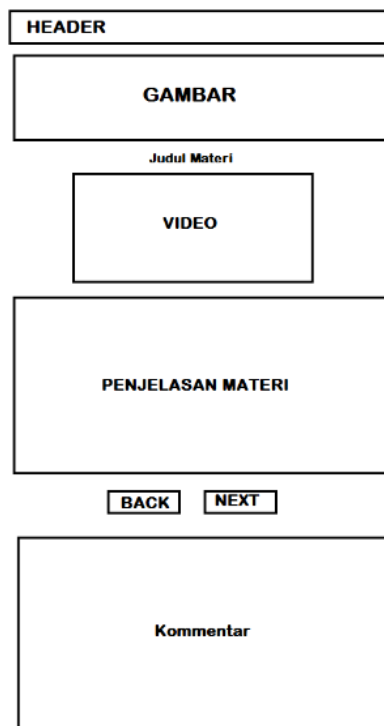 HEADER
GAMBAR
Judul Materi
VIDEO
PENJELASAN MATERI
BACK NEXT
Kommentar